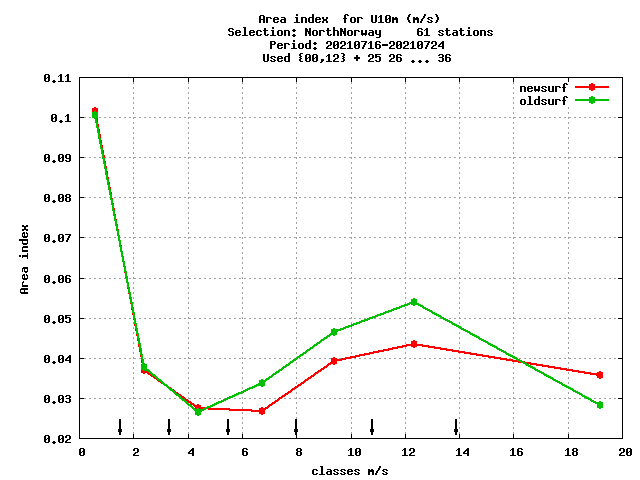 Area index  for U10m (m/s)
Selection: NorthNorway     61 stations
Period: 20210716-20210724
Used {00,12} + 25 26 ... 36
newsurf
oldsurf
0.11
0.1
0.09
0.08
0.07
0.06
0.05
0.04
0.03
0.02
Area index
0 2 4 6 8 10 12 14 16 18 20
classes m/s